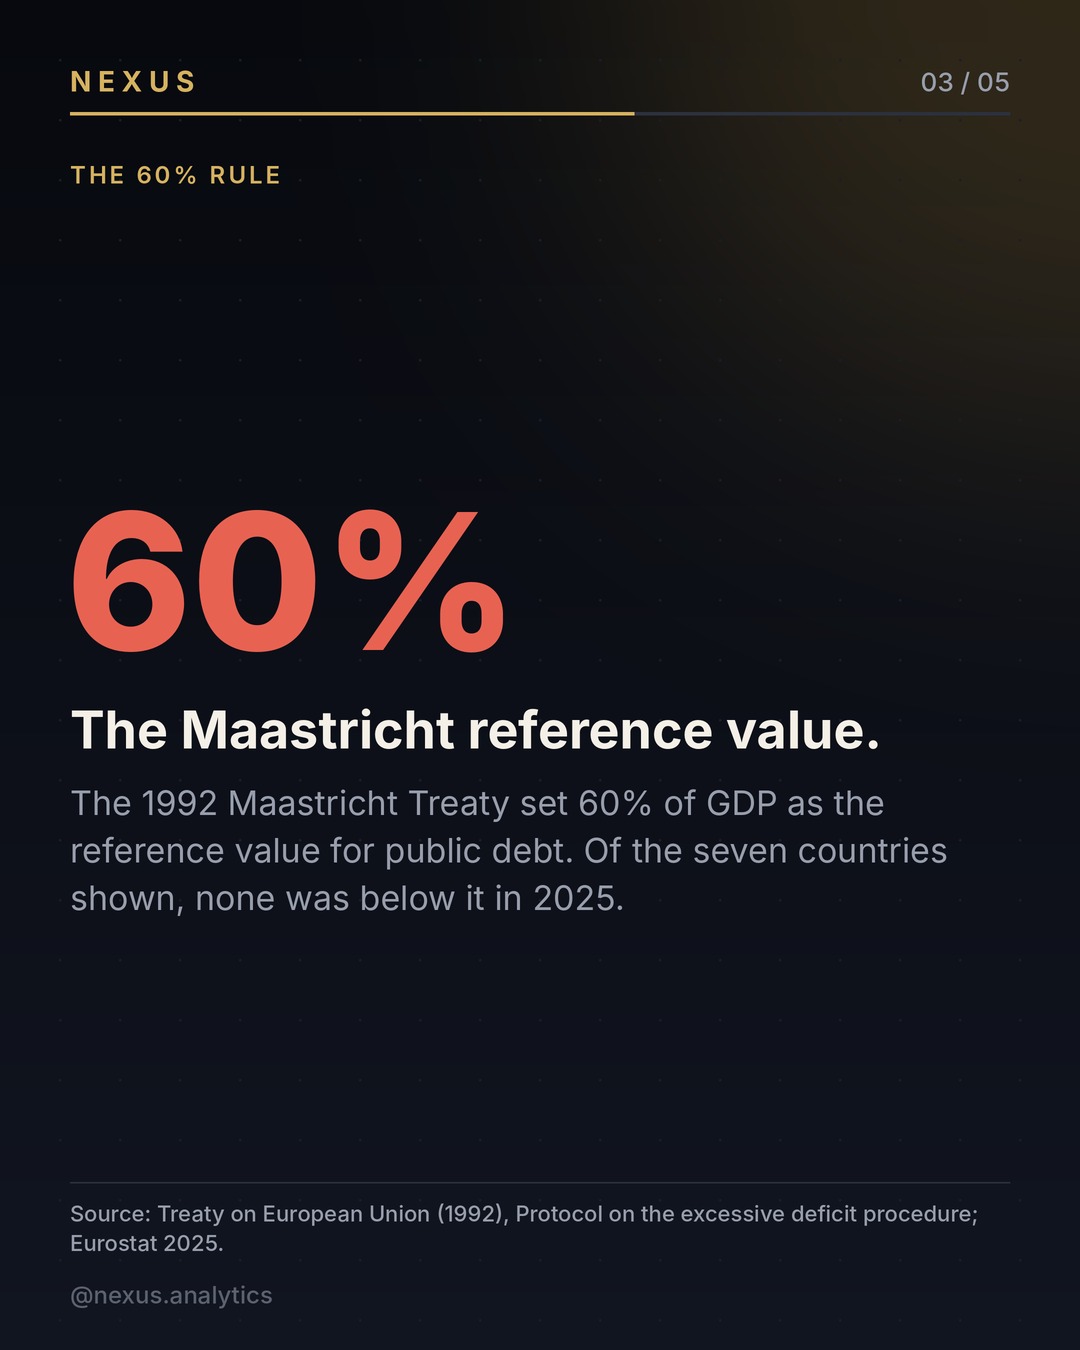 NEXUS
03 / 05
THE 60% RULE
60%
The Maastricht reference value.
The 1992 Maastricht Treaty set 60% of GDP as the
reference value for public debt. Of the seven countries
shown, none was below it in 2025.
Source: Treaty on European Union (1992), Protocol on the excessive deficit procedure;
Eurostat 2025.
@nexus.analytics